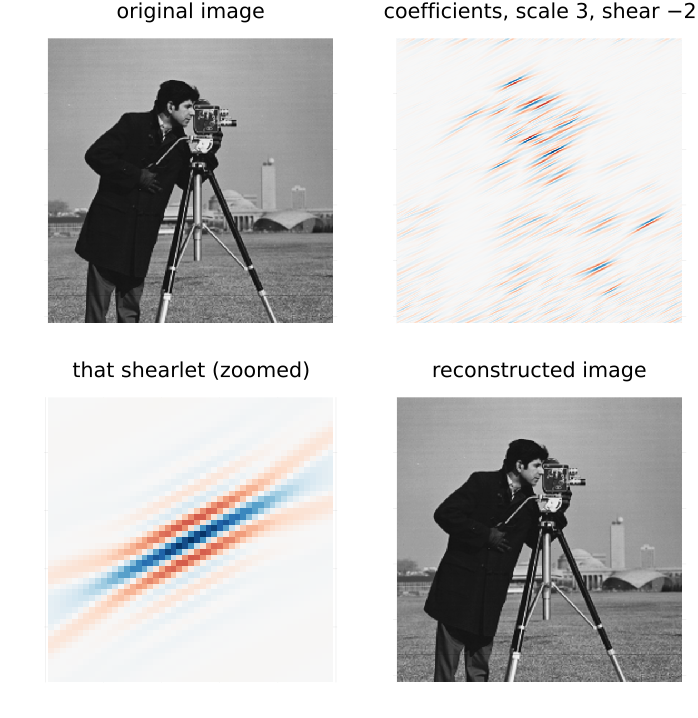 original image
coefficients, scale 3, shear −2
that shearlet (zoomed)
reconstructed image